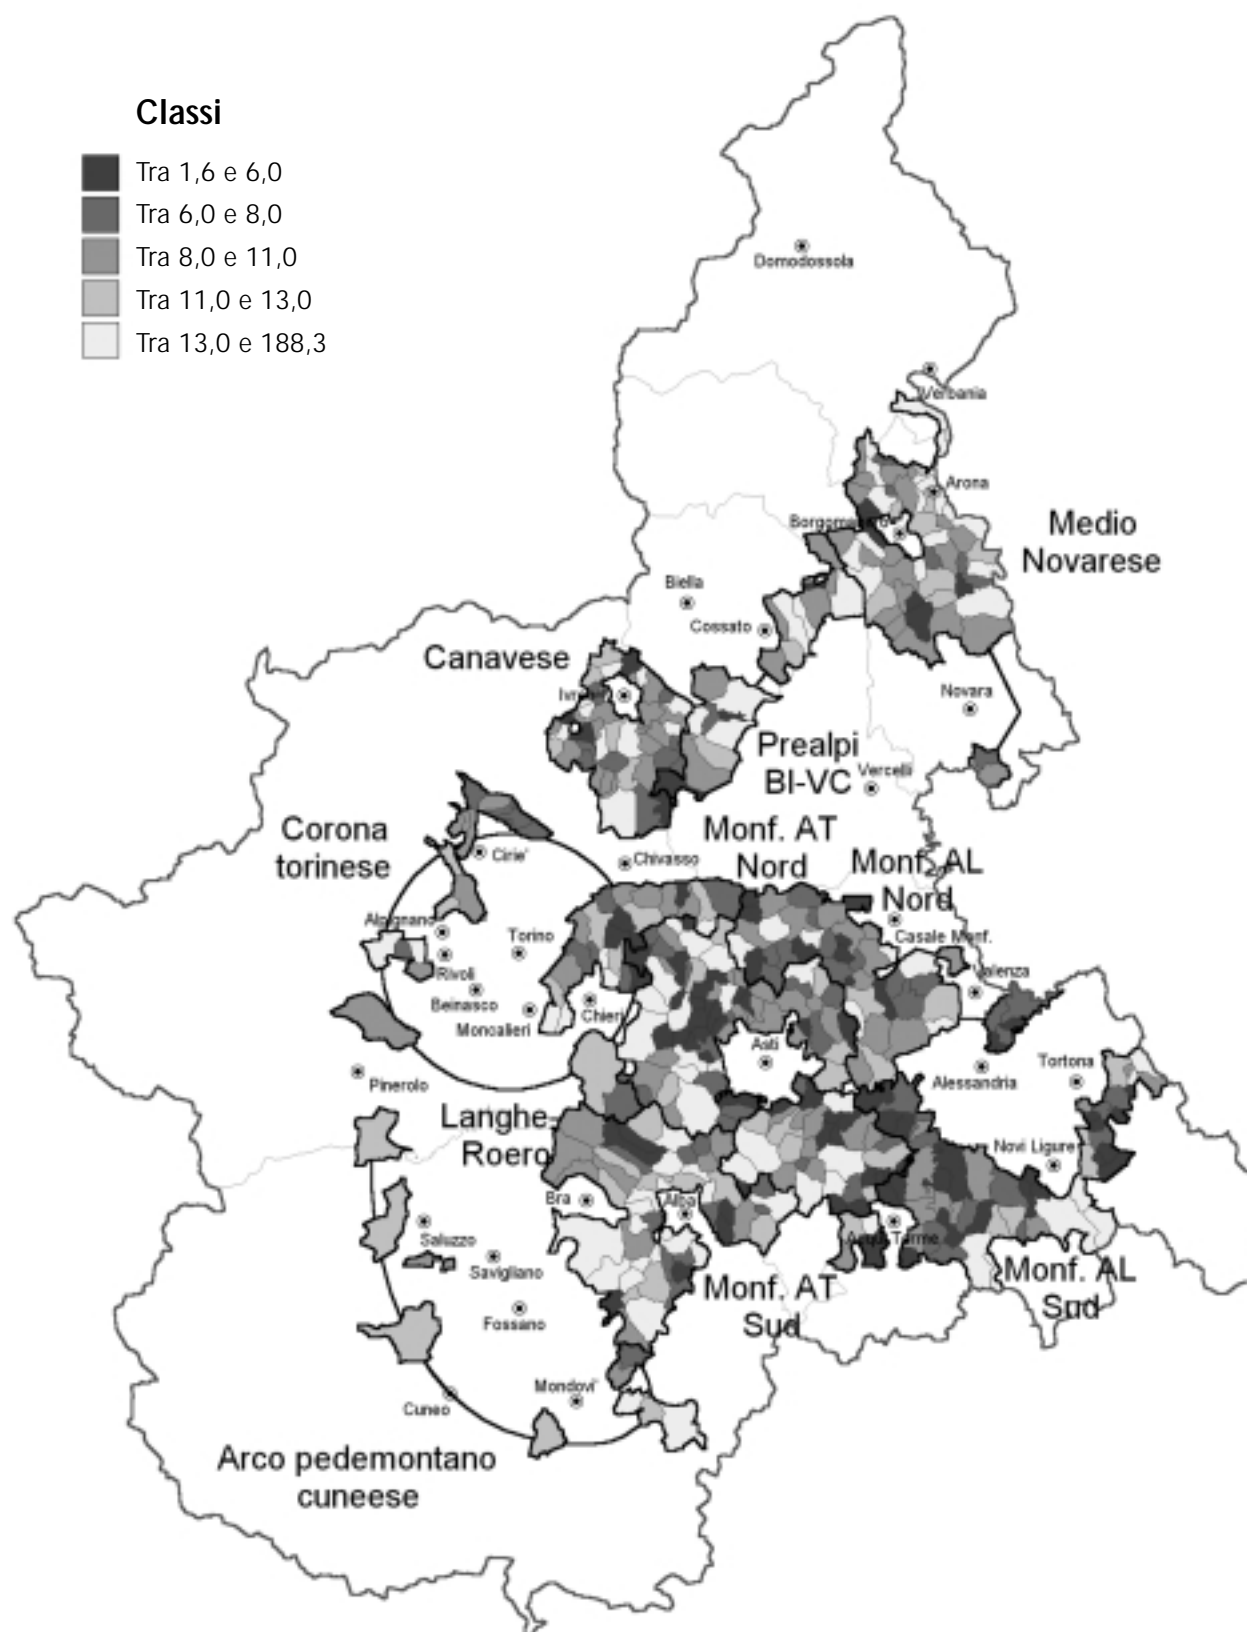 Classi
Tra 1,6 e 6,0
Tra 6,0 e 8,0
Tra 8,0 e 11,0
Tra 11,0 e 13,0
Tra 13,0 e 188,3
Domodossola
Verbania
Arona
Medio
Novarese
Biella
Cossato
Canavese
Novara
Prealpi
BI-VC
Vercelli
Corona
torinese
Monf. AT
Nord
Monf. AL
Nord
Cirie'
Chivasso
Alpignano
Torino
Casale Monf.
Rivoli
Valenza
Beinasco
Chieri
Moncalieri
Asti
Tortona
Pinerolo
Alessandria
Langhe
Roero
Novi Ligure
Bra
Alba
Saluzzo
Acqui Terme
Savigliano
Monf. AT
Sud
Monf. AL
Sud
Fossano
Mondovi'
Cuneo
Arco pedemontano
cuneese